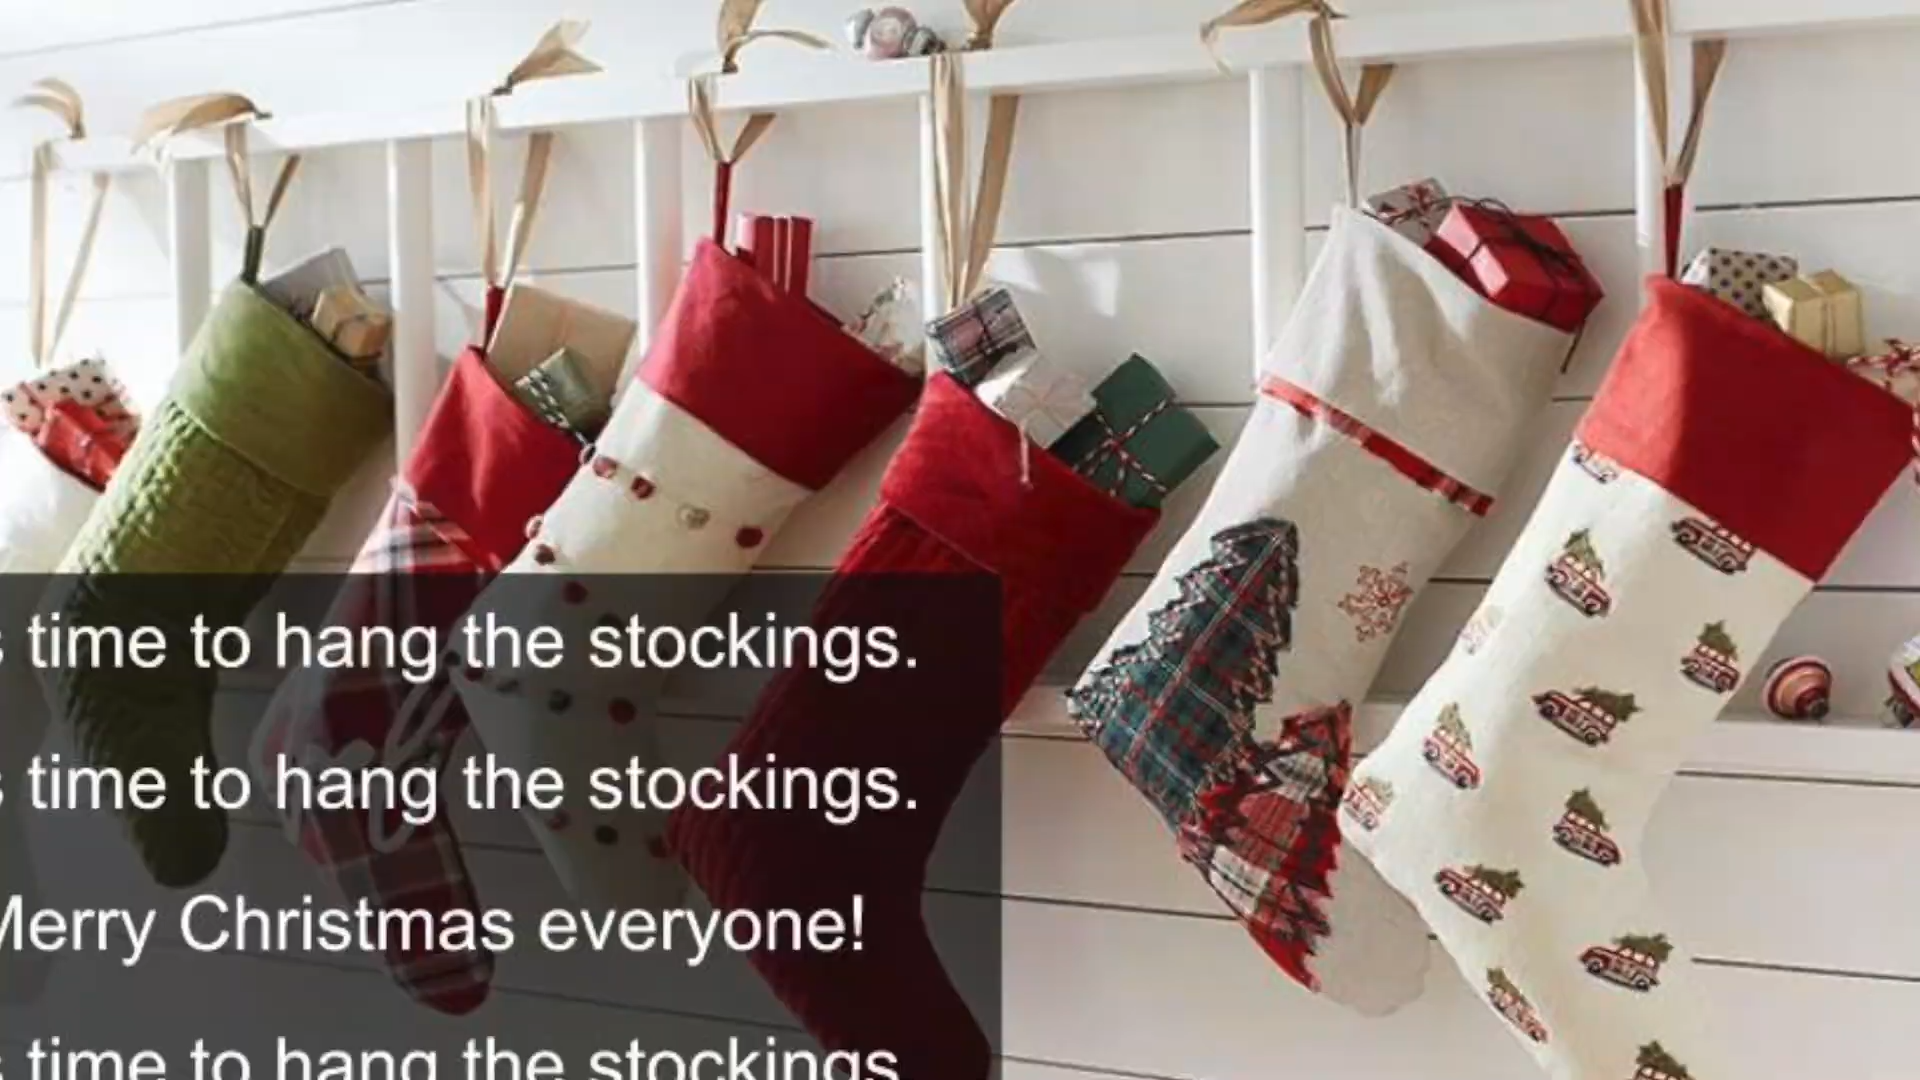 time to hang the stockings.
time to hang the stockings.
Merry Christmas everyone!
time to hang the stockings